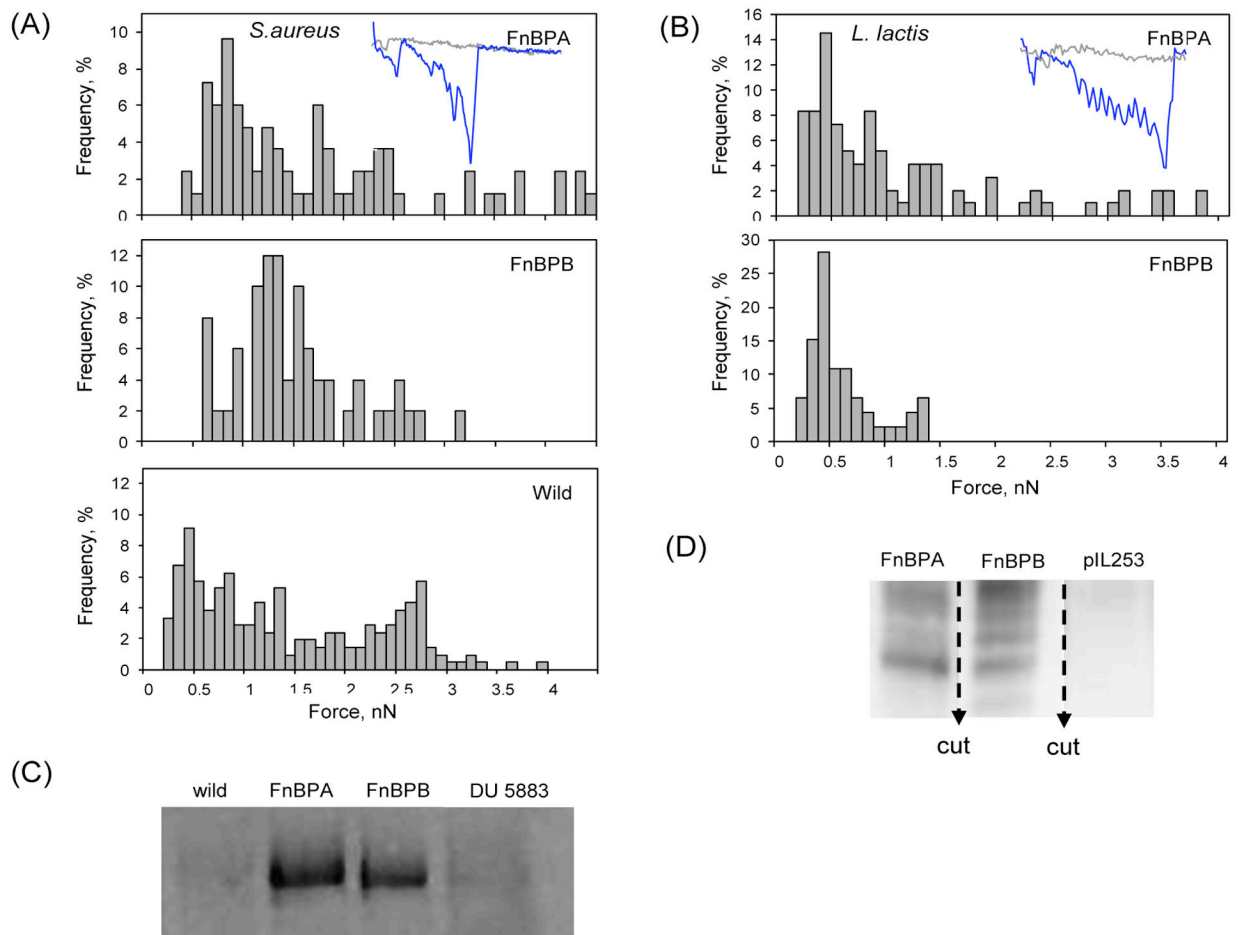 (A)
S.aureus
FnBPA
Frequency, %
10
8
6
4
2
0
FnBPB
Frequency, %
12
10
8
6
4
2
0
Wild
Frequency, %
12
10
8
6
4
2
0
0 0.5 1 1.5 2 2.5 3 3.5 4
Force, nN
(B)
L. lactis
FnBPA
Frequency, %
16
14
12
10
8
6
4
2
0
FnBPB
Frequency, %
30
25
20
15
10
5
0
0.5 1 1.5 2 2.5 3 3.5 4
Force, nN
(D)
FnBPA FnBPB pIL253
cut cut
(C)
wild FnBPA FnBPB DU 5883